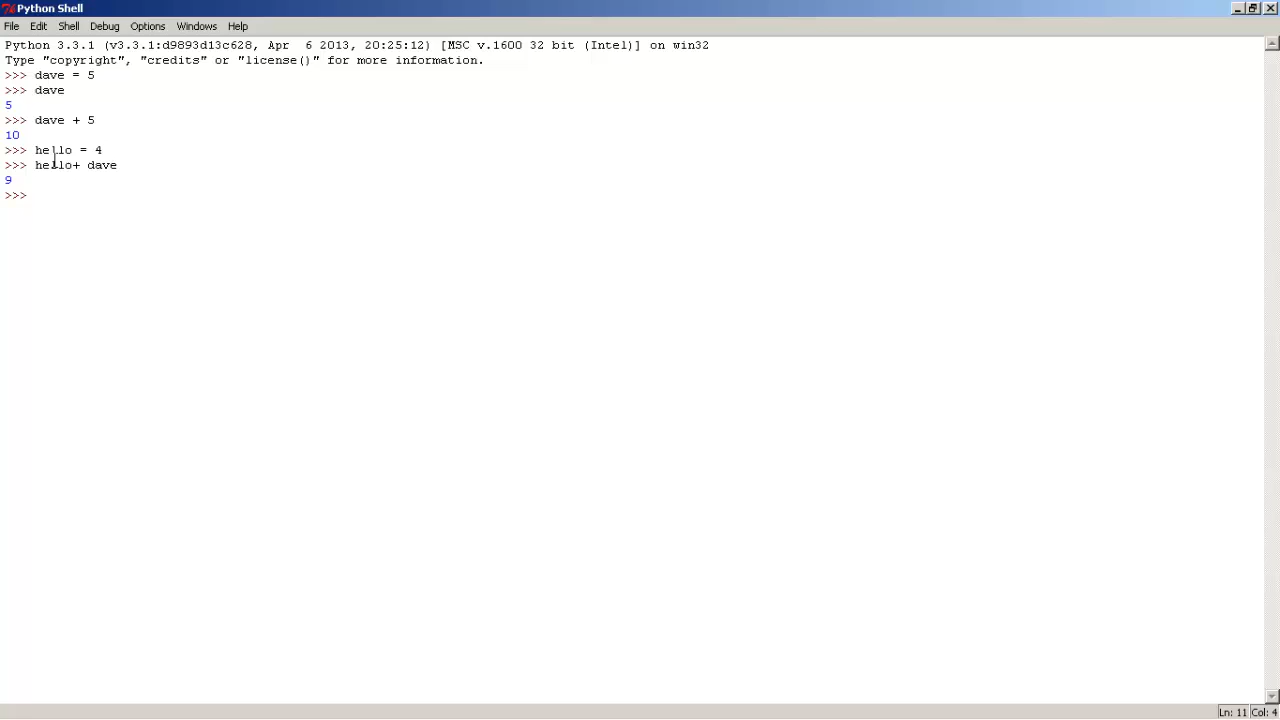 Python Shell
File Edit Shell Debug Options Windows Help
Python 3.3.1 (v3.3.1:d9893d13c628, Apr  6 2013, 20:25:12) [MSC v.1600 32 bit (Intel)] on win32
Type "copyright", "credits" or "license()" for more information.
>>> dave = 5
>>> dave
5
>>> dave + 5
10
>>> hello = 4
>>> hello+ dave
9
>>>
Ln: 11 Col: 4